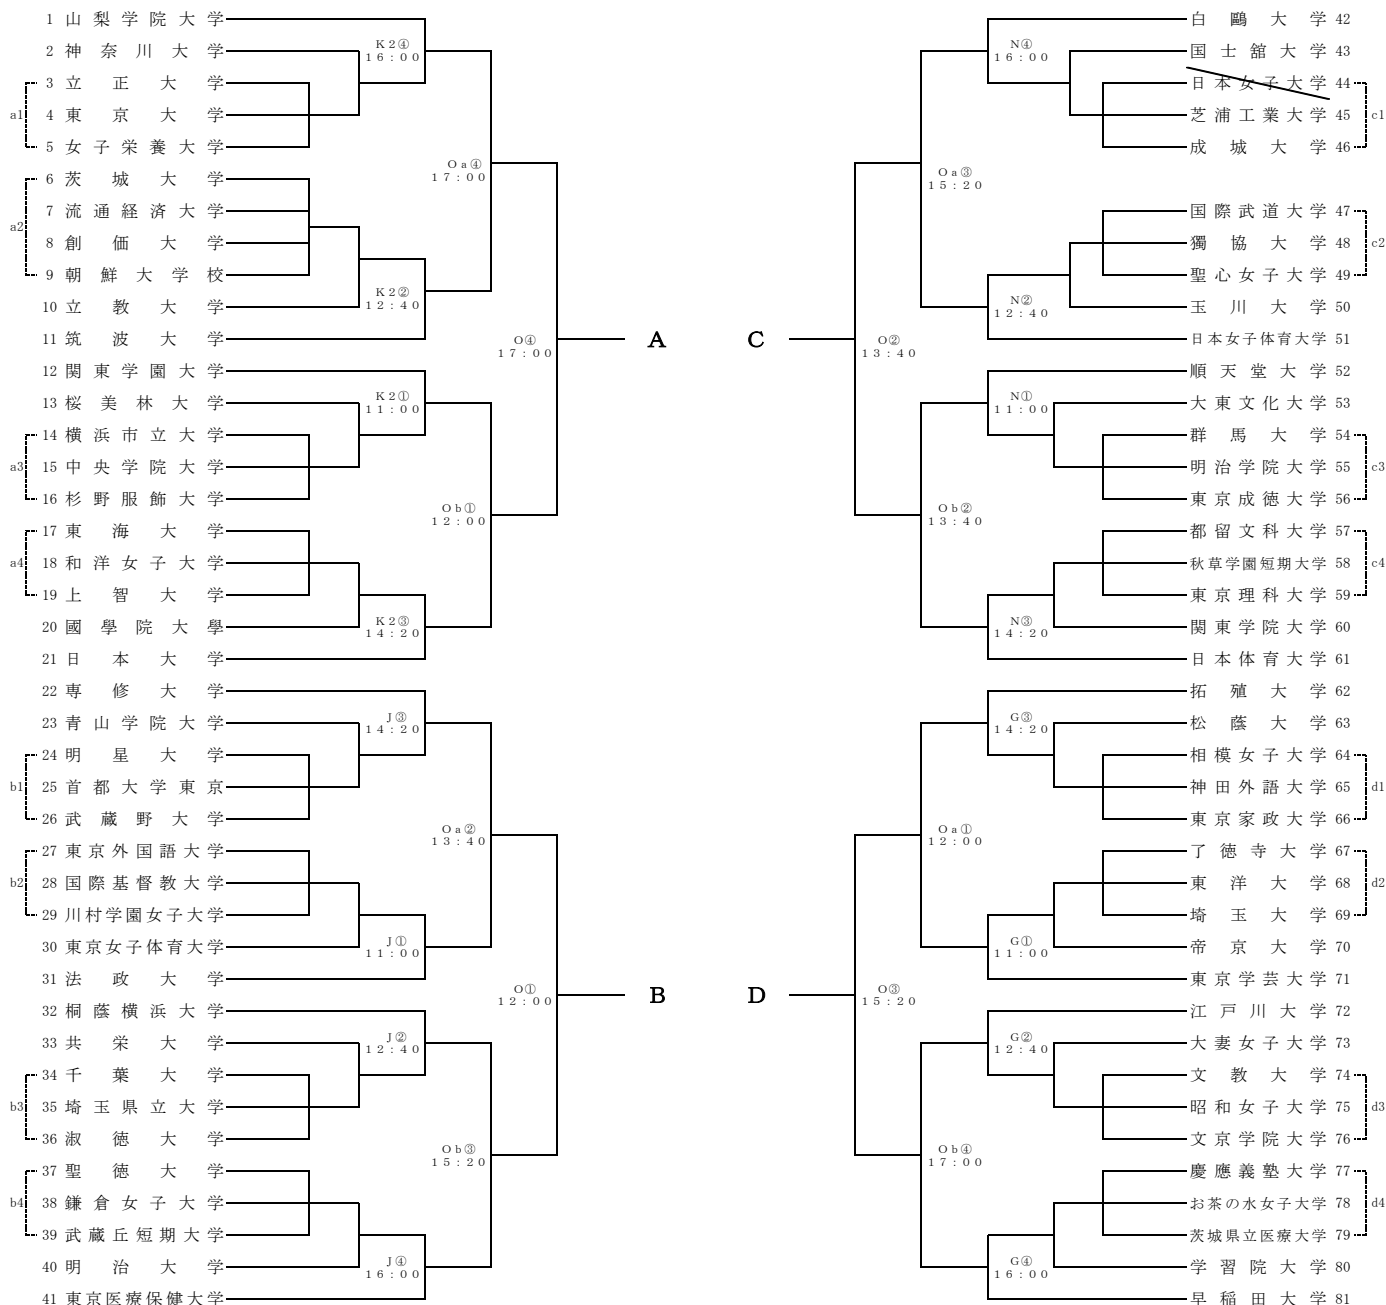 1 山梨学院大学
2 神奈川大学
3 立正大学
4 東京大学
5 女子栄養大学
6 茨城大学
7 流通経済大学
8 創価大学
9 朝鮮大学校
10 立教大学
11 筑波大学
12 関東学園大学
13 桜美林大学
14 横浜市立大学
15 中央学院大学
16 杉野服飾大学
17 東海大学
18 和洋女子大学
19 上智大学
20 國學院大學
21 日本大学
22 専修大学
23 青山学院大学
24 明星大学
25 首都大学東京
26 武蔵野大学
27 東京外国語大学
28 国際基督教大学
29 川村学園女子大学
30 東京女子体育大学
31 法政大学
32 桐蔭横浜大学
33 共栄大学
34 千葉大学
35 埼玉県立大学
36 淑徳大学
37 聖徳大学
38 鎌倉女子大学
39 武蔵丘短期大学
40 明治大学
41 東京医療保健大学
a1
a2
a3
a4
b1
b2
b3
b4
K2④
16:00
K2②
12:40
K2①
11:00
K2③
14:20
J③
14:20
J①
11:00
J②
12:40
J④
16:00
Oa④
17:00
Ob①
12:00
Oa②
13:40
Ob③
15:20
O④
17:00
O①
12:00
A
B
C
D
O②
13:40
O③
15:20
Oa③
15:20
Ob②
13:40
Oa①
12:00
Ob④
17:00
N④
16:00
N②
12:40
N①
11:00
N③
14:20
G③
14:20
G①
11:00
G②
12:40
G④
16:00
白鷗大学 42
国士舘大学 43
日本女子大学 44
芝浦工業大学 45
成城大学 46
国際武道大学 47
獨協大学 48
聖心女子大学 49
玉川大学 50
日本女子体育大学 51
順天堂大学 52
大東文化大学 53
群馬大学 54
明治学院大学 55
東京成徳大学 56
都留文科大学 57
秋草学園短期大学 58
東京理科大学 59
関東学院大学 60
日本体育大学 61
拓殖大学 62
松蔭大学 63
相模女子大学 64
神田外語大学 65
東京家政大学 66
了徳寺大学 67
東洋大学 68
埼玉大学 69
帝京大学 70
東京学芸大学 71
江戸川大学 72
大妻女子大学 73
文教大学 74
昭和女子大学 75
文京学院大学 76
慶應義塾大学 77
お茶の水女子大学 78
茨城県立医療大学 79
学習院大学 80
早稲田大学 81
c1
c2
c3
c4
d1
d2
d3
d4